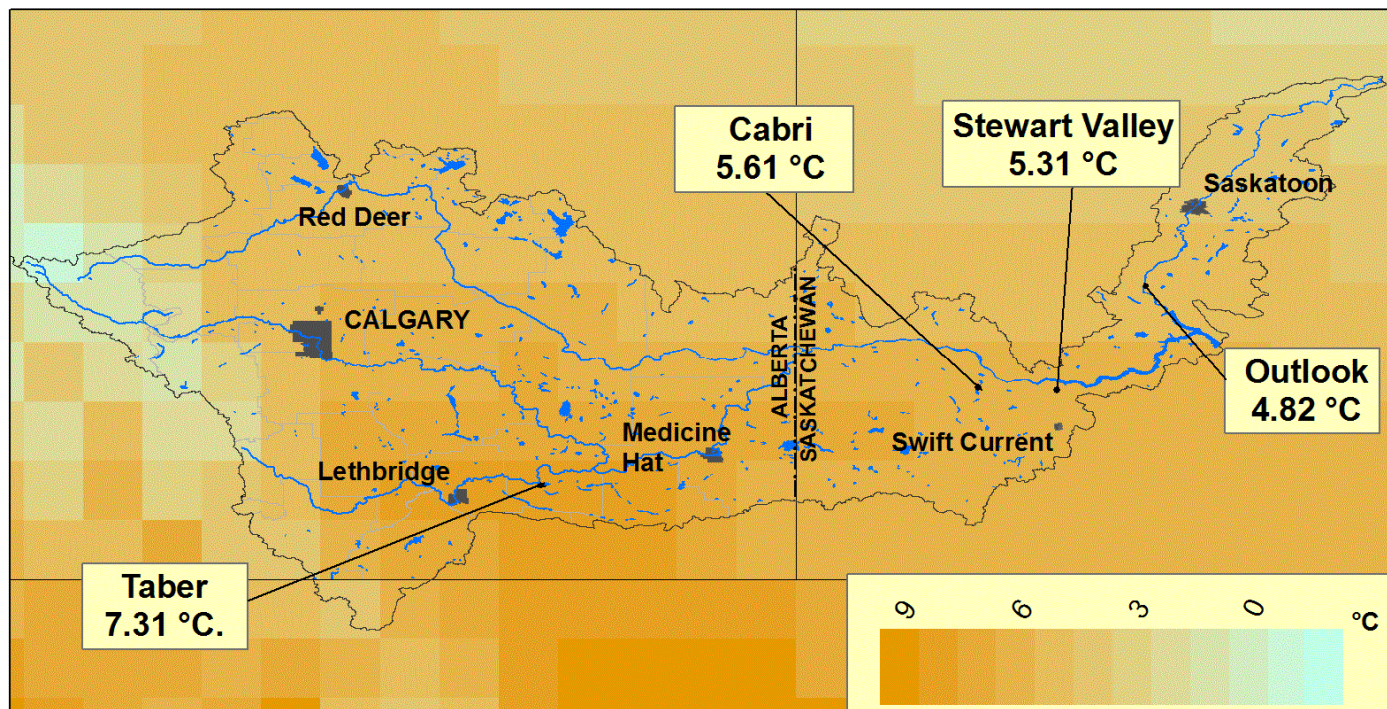 Cabri
5.61 °C
Stewart Valley
5.31 °C
Saskatoon
Red Deer
CALGARY
ALBERTA
SASKATCHEWAN
Outlook
4.82 °C
Medicine
Hat
Swift Current
Lethbridge
Taber
7.31 °C.
9
6
3
0
°C